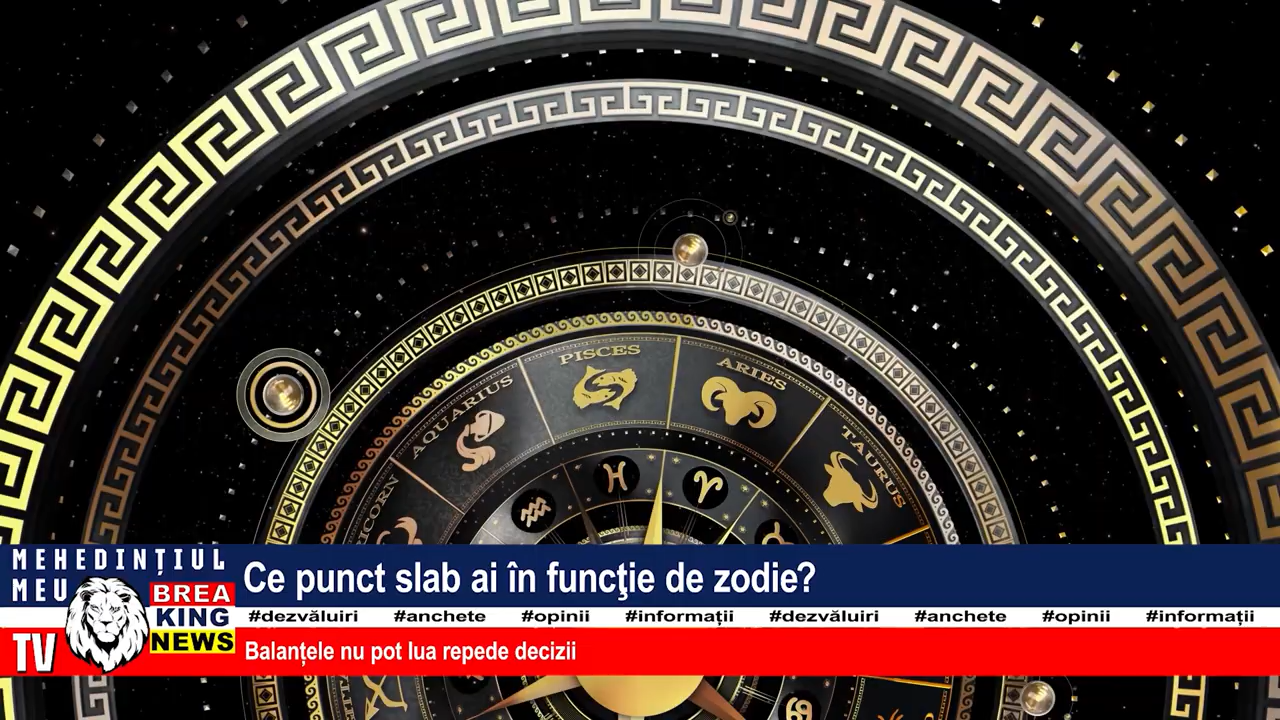 PISCES
ARIES
AQUARIUS
TAURUS
RICORN
MEHEDINȚIUL
MEU
BREA
KING
NEWS
TV
Ce punct slab ai în funcţie de zodie?
#dezvăluiri #anchete #opinii #informații #dezvăluiri #anchete #opinii #informații
Balanțele nu pot lua repede decizii